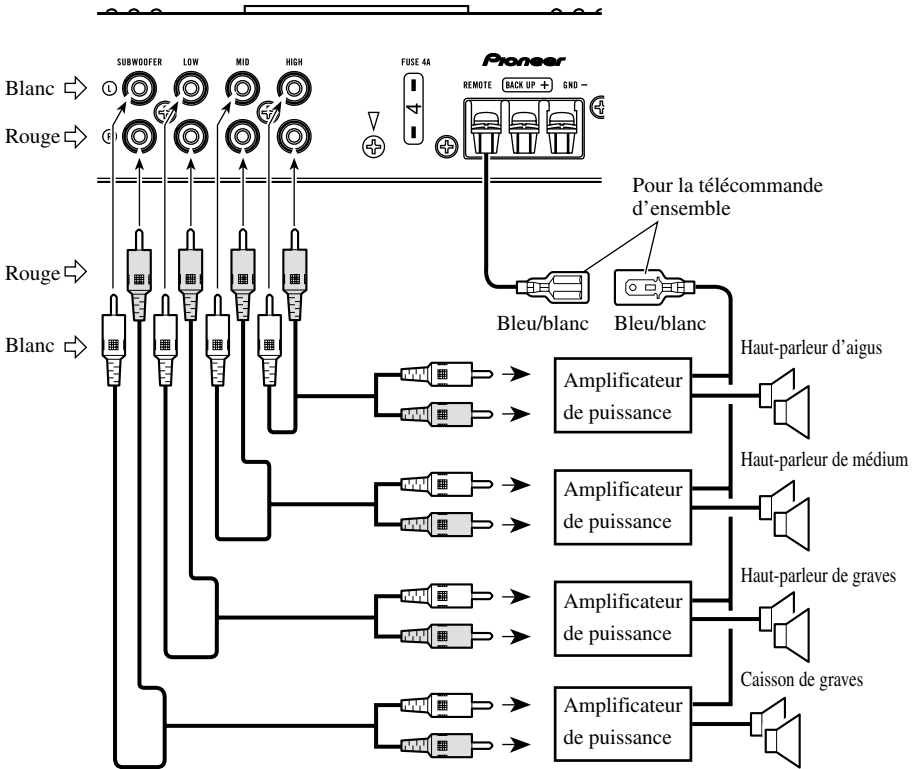 Pioneer
SUBWOOFER LOW MID HIGH FUSE 4A REMOTE BACK UP + GND −
Blanc L
4
Rouge R
Pour la télécommande
d'ensemble
Rouge
Bleu/blanc Bleu/blanc
Blanc
Haut-parleur d'aigus
Amplificateur
de puissance
Haut-parleur de médium
Amplificateur
de puissance
Haut-parleur de graves
Amplificateur
de puissance
Caisson de graves
Amplificateur
de puissance